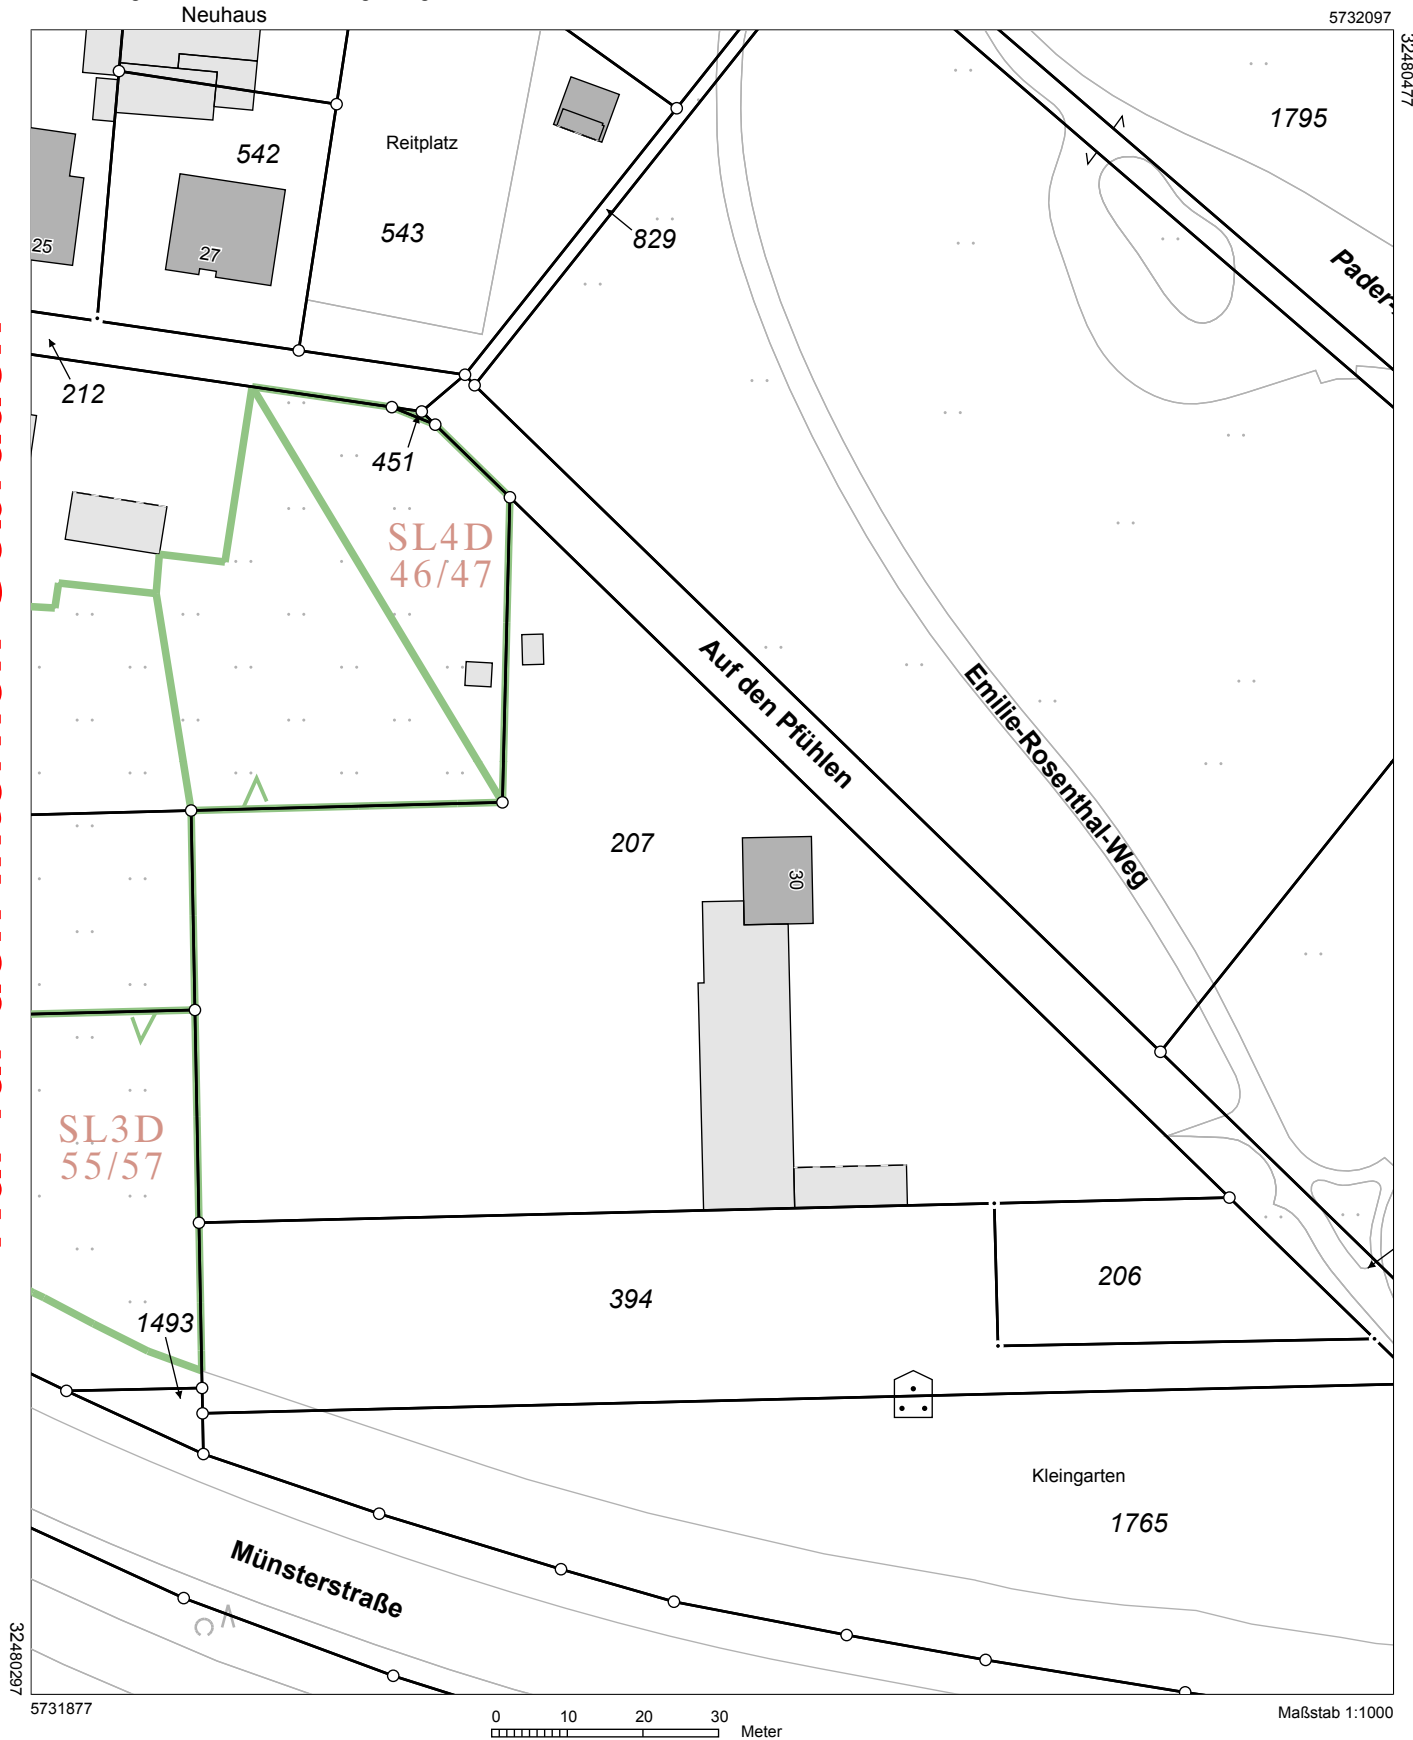 Neuhaus
5732097
32480477
1795
Reitplatz
542
543
829
25
27
Pader-
212
451
SL4D
46/47
Auf den Pfühlen
Emilie-Rosenthal-Weg
207
30
SL3D
55/57
206
394
1493
Kleingarten
1765
Münsterstraße
32480297
5731877
0 10 20 30
Meter
Maßstab 1:1000